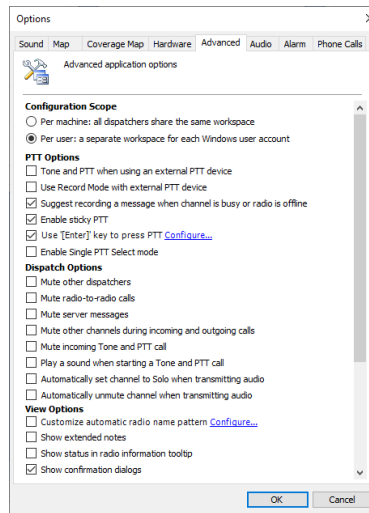 Options
Sound Map Coverage Map Hardware Advanced Audio Alarm Phone Calls
Advanced application options
Configuration Scope
Per machine: all dispatchers share the same workspace
Per user: a separate workspace for each Windows user account
PTT Options
Tone and PTT when using an external PTT device
Use Record Mode with external PTT device
Suggest recording a message when channel is busy or radio is offline
Enable sticky PTT
Use '[Enter]' key to press PTT Configure...
Enable Single PTT Select mode
Dispatch Options
Mute other dispatchers
Mute radio-to-radio calls
Mute server messages
Mute other channels during incoming and outgoing calls
Mute incoming Tone and PTT call
Play a sound when starting a Tone and PTT call
Automatically set channel to Solo when transmitting audio
Automatically unmute channel when transmitting audio
View Options
Customize automatic radio name pattern Configure...
Show extended notes
Show status in radio information tooltip
Show confirmation dialogs
OK Cancel